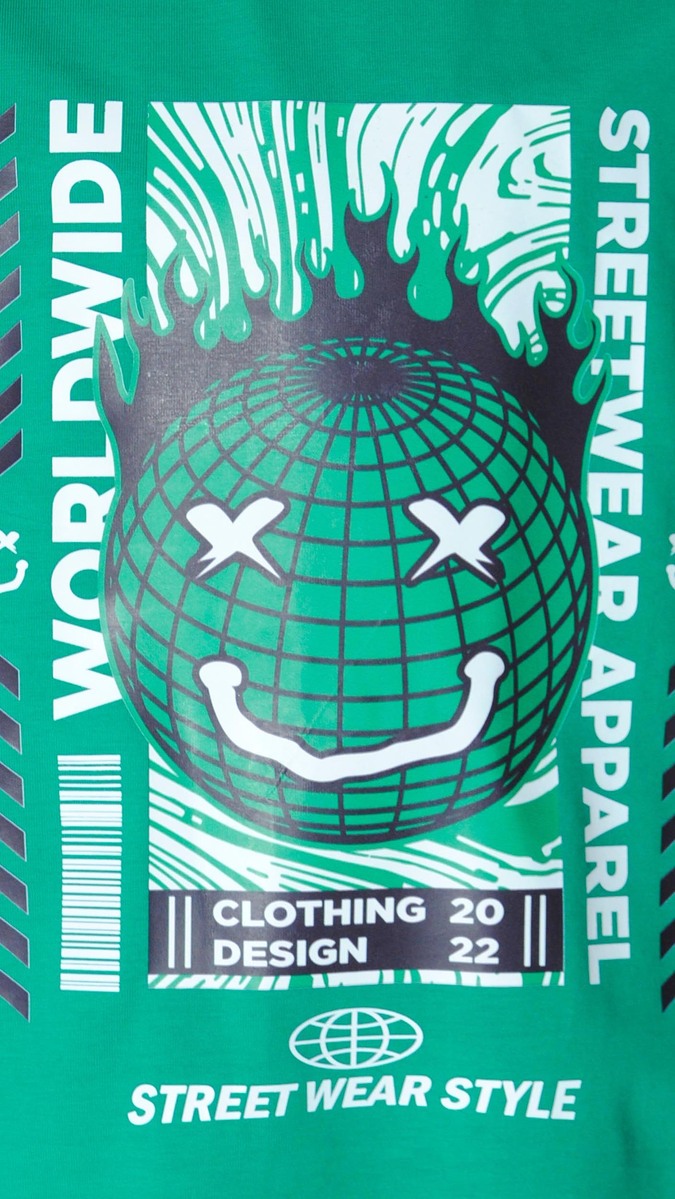 WORLDWIDE
STREETWEAR APPAREL
CLOTHING 20
DESIGN 22
STREET WEAR STYLE